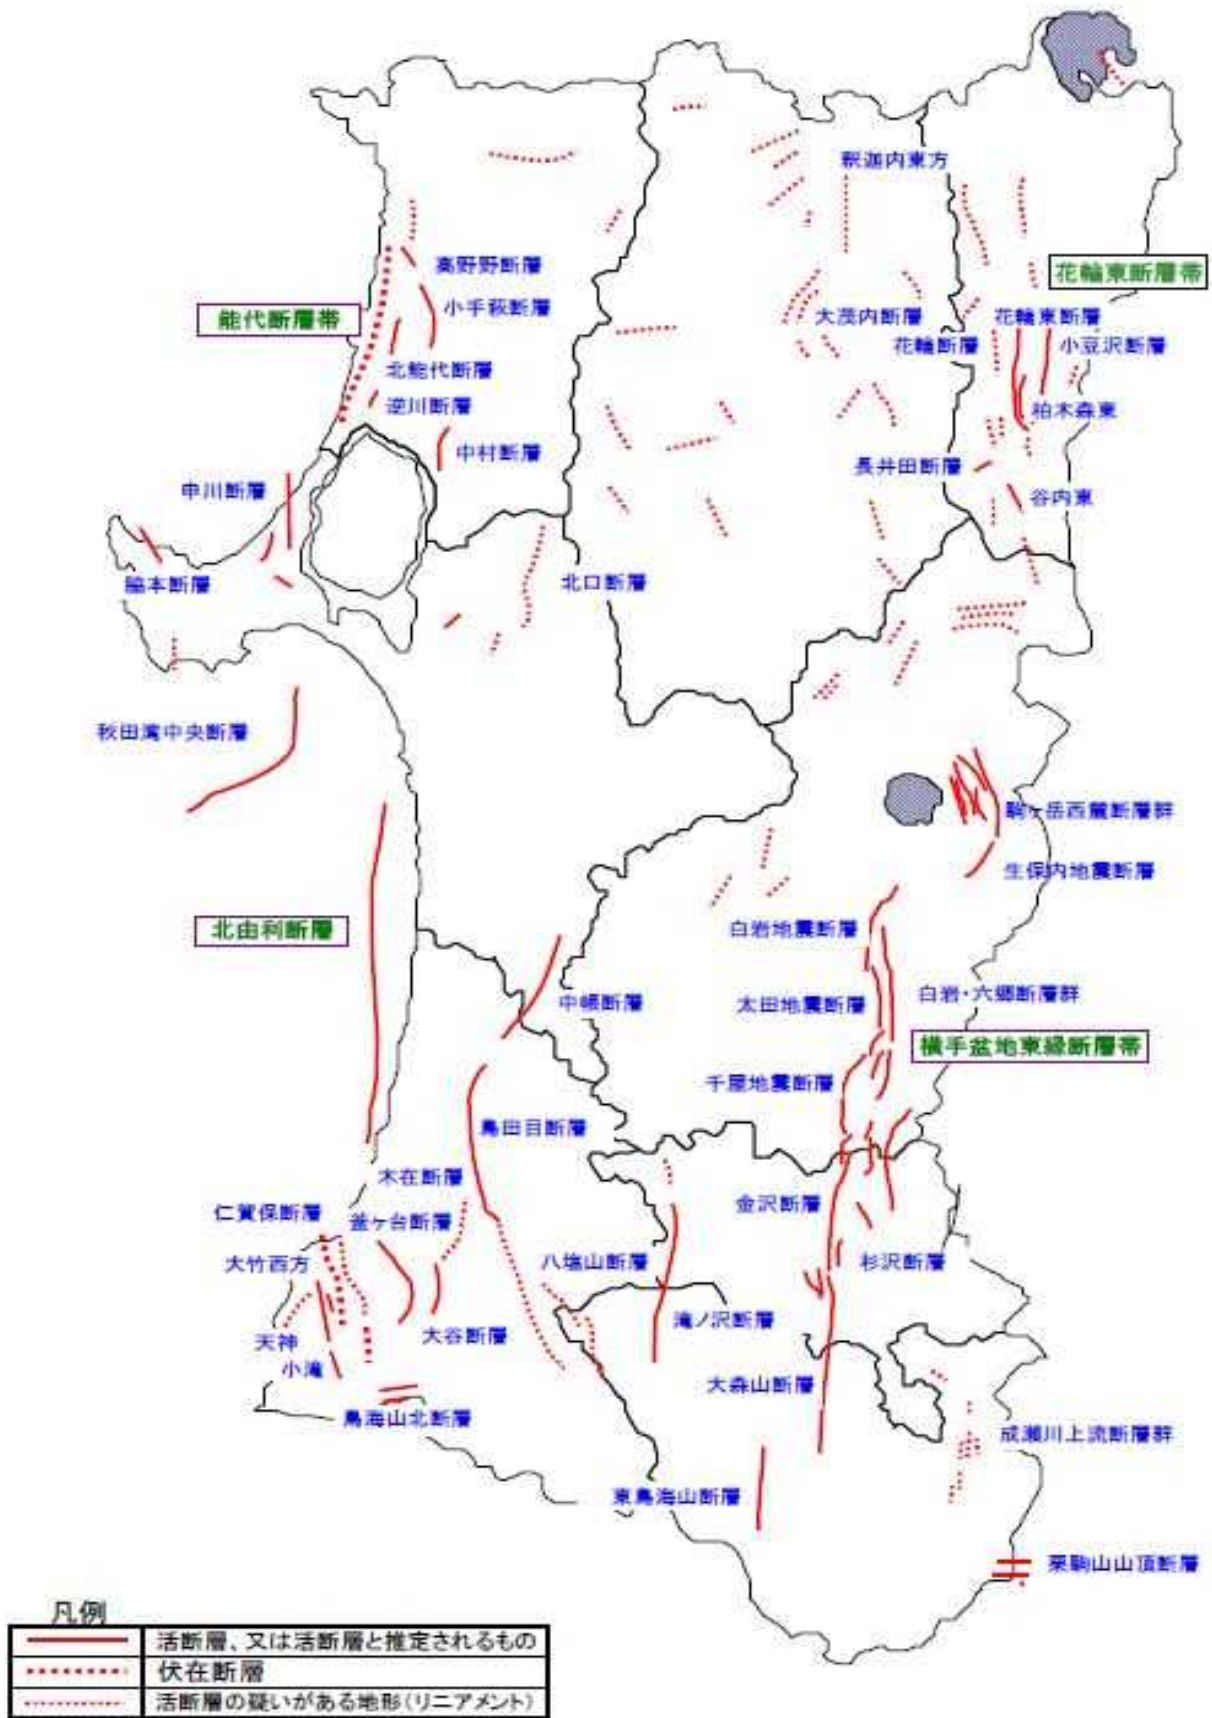 釈迦内東方
高野野断層
花輪東断層帯
小手萩断層
能代断層帯
大茂内断層
花輪東断層
花輪断層
小豆沢断層
北能代断層
逆川断層
柏木森東
中村断層
長井田断層
申川断層
谷内東
脇本断層
北口断層
秋田湾中央断層
駒ヶ岳西麓断層群
生保内地震断層
北由利断層
白岩地震断層
中帳断層
太田地震断層
白岩・六郷断層群
横手盆地東縁断層帯
千屋地震断層
鳥田目断層
木在断層
金沢断層
仁賀保断層
釜ヶ台断層
大竹西方
八塩山断層
杉沢断層
天神
大谷断層
滝ノ沢断層
小滝
大森山断層
鳥海山北断層
成瀬川上流断層群
東鳥海山断層
栗駒山山頂断層
凡例
活断層、又は活断層と推定されるもの
伏在断層
活断層の疑いがある地形(リニアメント)